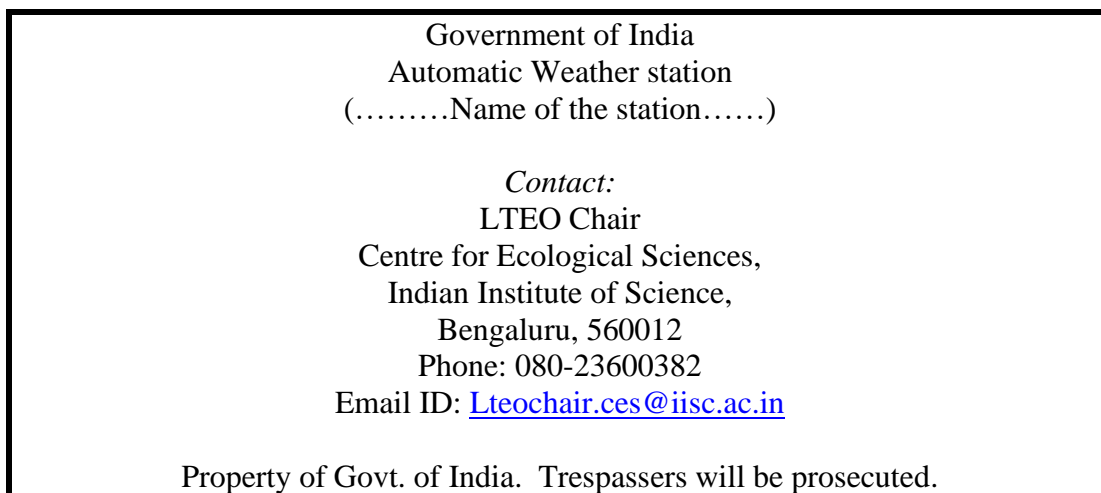 Government of India
Automatic Weather station
(………Name of the station……)
Contact:
LTEO Chair
Centre for Ecological Sciences,
Indian Institute of Science,
Bengaluru, 560012
Phone: 080-23600382
Email ID: Lteochair.ces@iisc.ac.in
Property of Govt. of India.  Trespassers will be prosecuted.